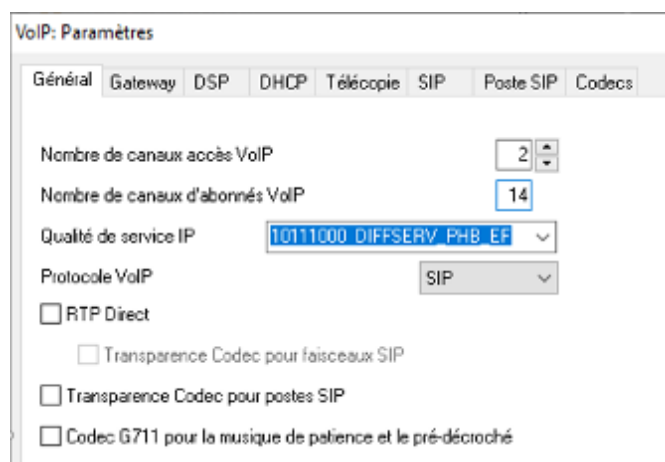 VoIP: Paramètres
Général Gateway DSP DHCP Télécopie SIP Poste SIP Codecs
Nombre de canaux accès VoIP 2
Nombre de canaux d'abonnés VoIP 14
Qualité de service IP 10111000 DIFFSERV_PHB_EF
Protocole VoIP SIP
RTP Direct
Transparence Codec pour faisceaux SIP
Transparence Codec pour postes SIP
Codec G711 pour la musique de patience et le pré-décroché